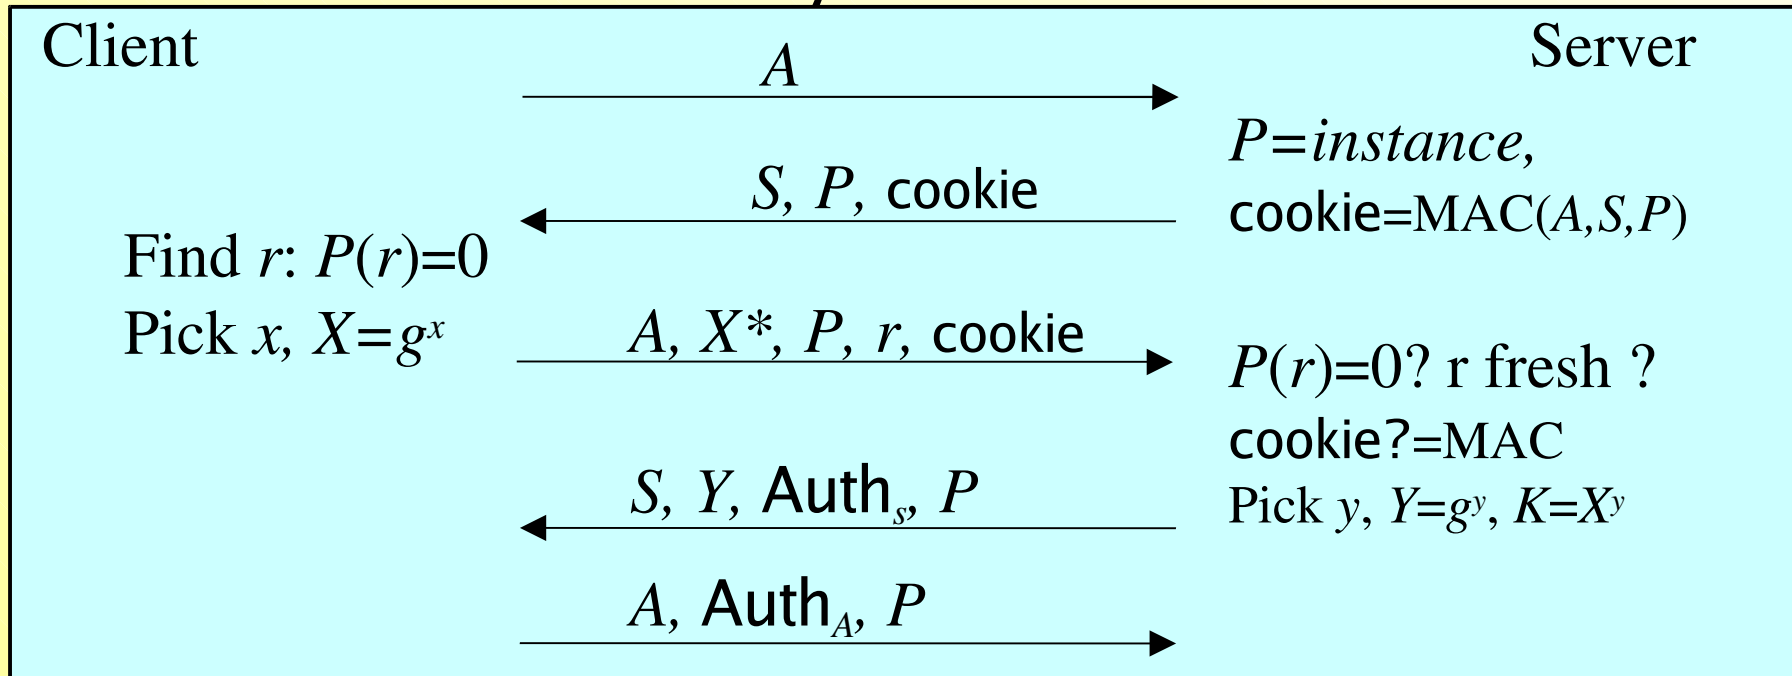 Client
Server
A
P=instance,
S, P, cookie
cookie=MAC(A,S,P)
Find r: P(r)=0
Pick x, X=gˣ
A, X*, P, r, cookie
P(r)=0? r fresh ?
cookie?=MAC
S, Y, Authₛ, P
Pick y, Y=gʸ, K=Xʸ
A, Auth_A, P